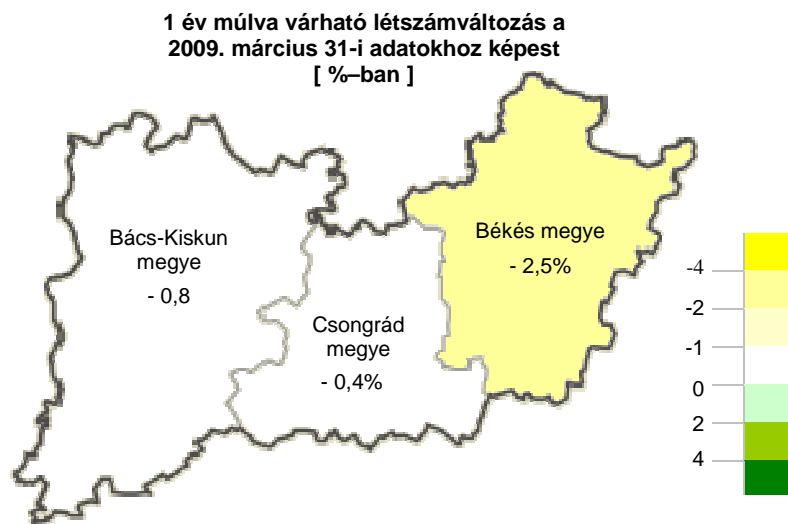 1 év múlva várható létszámváltozás a
2009. március 31-i adatokhoz képest
[ %–ban ]
Bács-Kiskun
megye
- 0,8
Csongrád
megye
- 0,4%
Békés megye
- 2,5%
-4
-2
-1
0
2
4